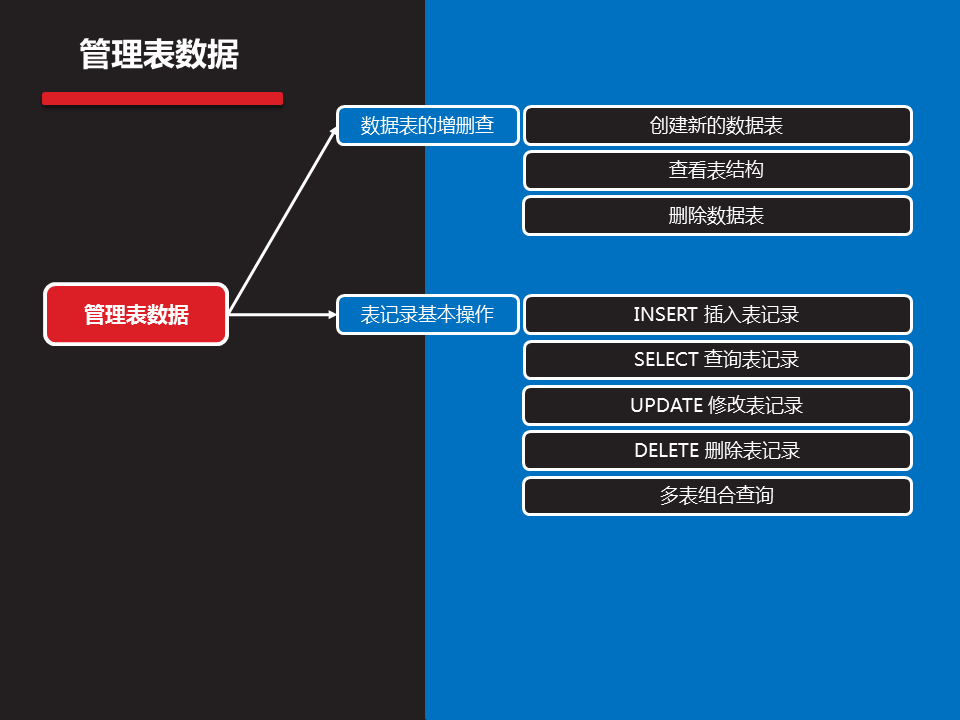 管理表数据
数据表的增删查
创建新的数据表
查看表结构
删除数据表
管理表数据
表记录基本操作
INSERT 插入表记录
SELECT 查询表记录
UPDATE 修改表记录
DELETE 删除表记录
多表组合查询